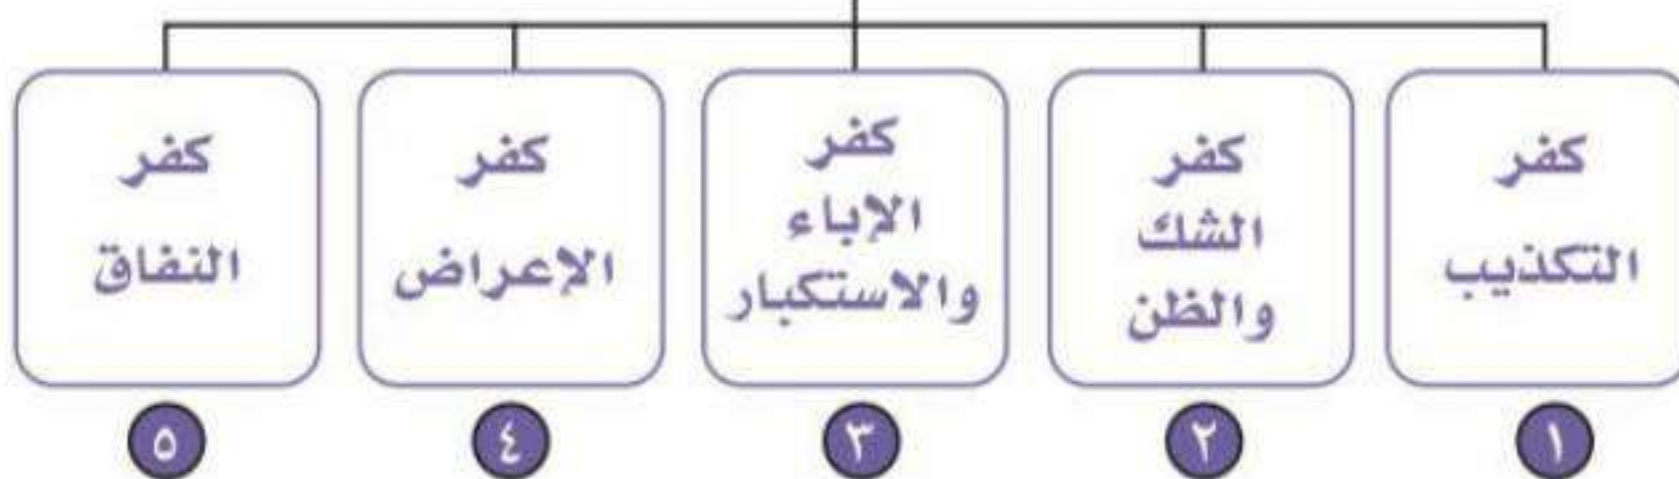 كفر
التكذيب
١
كفر
الشك
والظن
٢
كفر
الإباء
والاستكبار
٣
كفر
الإعراض
٤
كفر
النفاق
٥